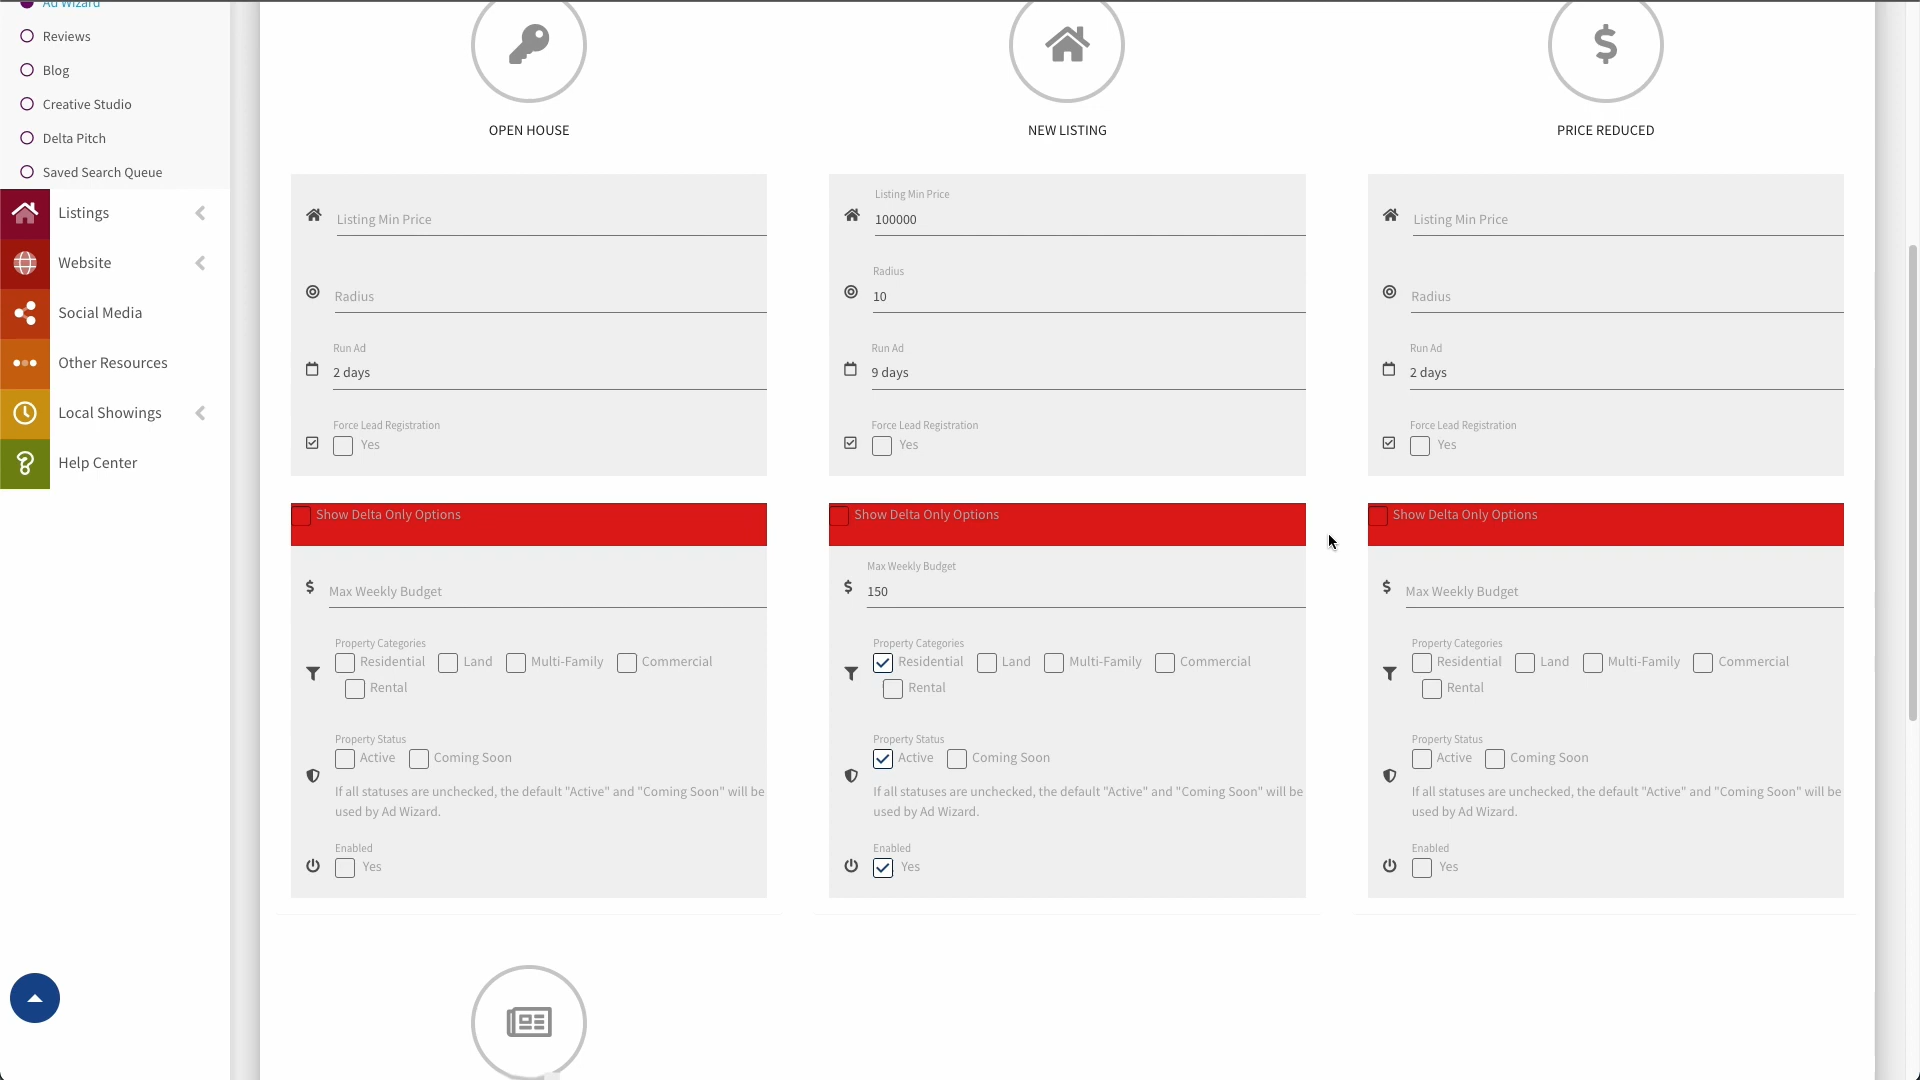 Ad Wizard
Reviews
Blog
Creative Studio
Delta Pitch
Saved Search Queue
Listings
Website
Social Media
Other Resources
Local Showings
Help Center
OPEN HOUSE
Listing Min Price
Radius
Run Ad
2 days
Force Lead Registration
Yes
Show Delta Only Options
Max Weekly Budget
Property Categories
Residential Land Multi-Family Commercial
Rental
Property Status
Active Coming Soon
If all statuses are unchecked, the default "Active" and "Coming Soon" will be
used by Ad Wizard.
Enabled
Yes
NEW LISTING
Listing Min Price
100000
Radius
10
Run Ad
9 days
Force Lead Registration
Yes
Show Delta Only Options
Max Weekly Budget
150
Property Categories
Residential Land Multi-Family Commercial
Rental
Property Status
Active Coming Soon
If all statuses are unchecked, the default "Active" and "Coming Soon" will be
used by Ad Wizard.
Enabled
Yes
PRICE REDUCED
Listing Min Price
Radius
Run Ad
2 days
Force Lead Registration
Yes
Show Delta Only Options
Max Weekly Budget
Property Categories
Residential Land Multi-Family Commercial
Rental
Property Status
Active Coming Soon
If all statuses are unchecked, the default "Active" and "Coming Soon" will be
used by Ad Wizard.
Enabled
Yes